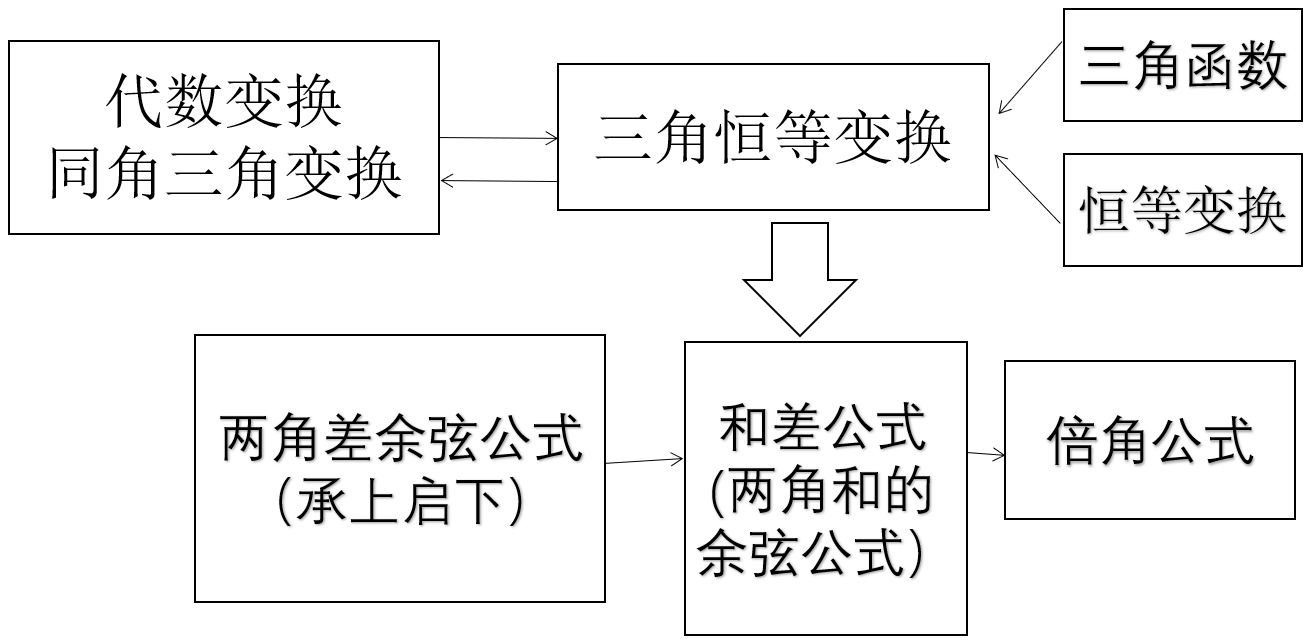 代数变换
同角三角变换
三角恒等变换
三角函数
恒等变换
两角差余弦公式
（承上启下）
和差公式
(两角和的
余弦公式）
倍角公式